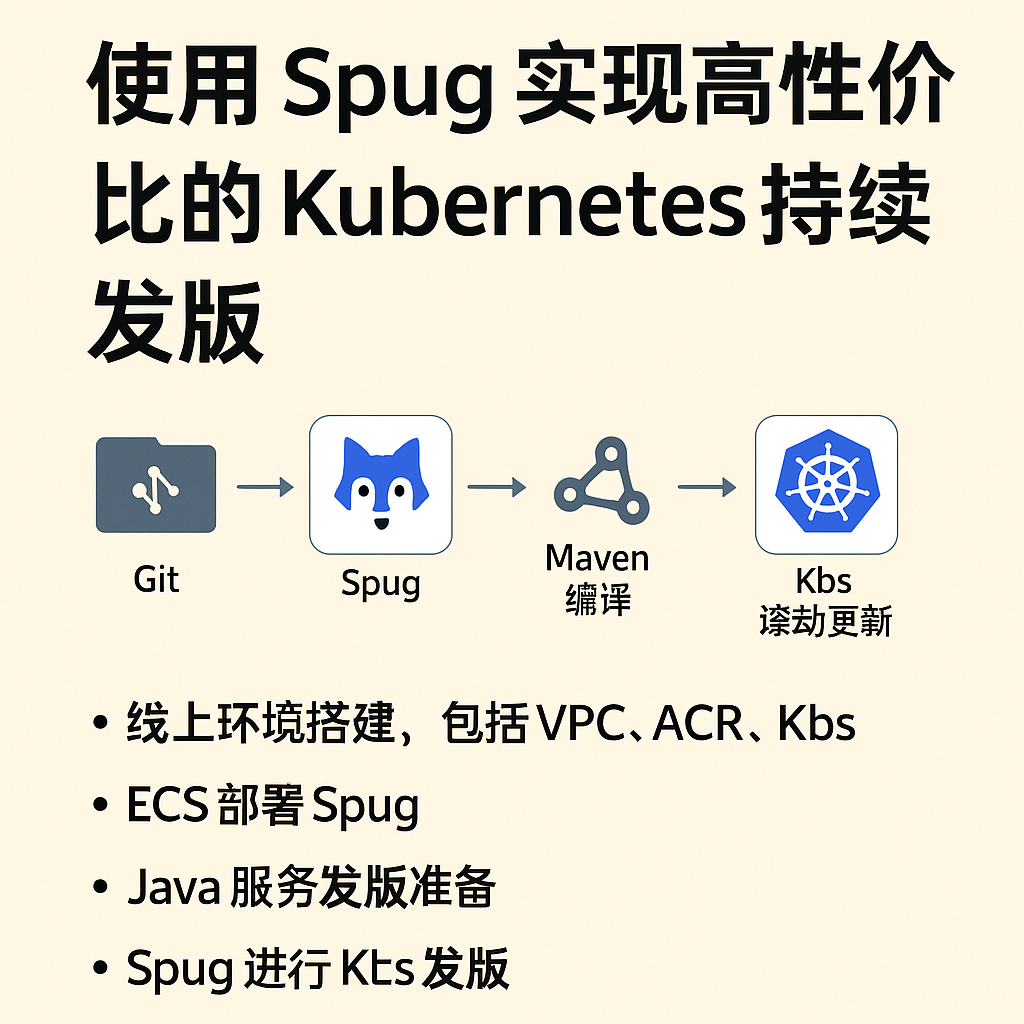 使用 Spug 实现高性价
比的 Kubernetes 持续
发版
Git
Spug
Maven
编译
Kbs
更新
线上环境搭建，包括 VPC、ACR、Kbs
ECS 部署 Spug
Java 服务发版准备
Spug 进行 Kts 发版